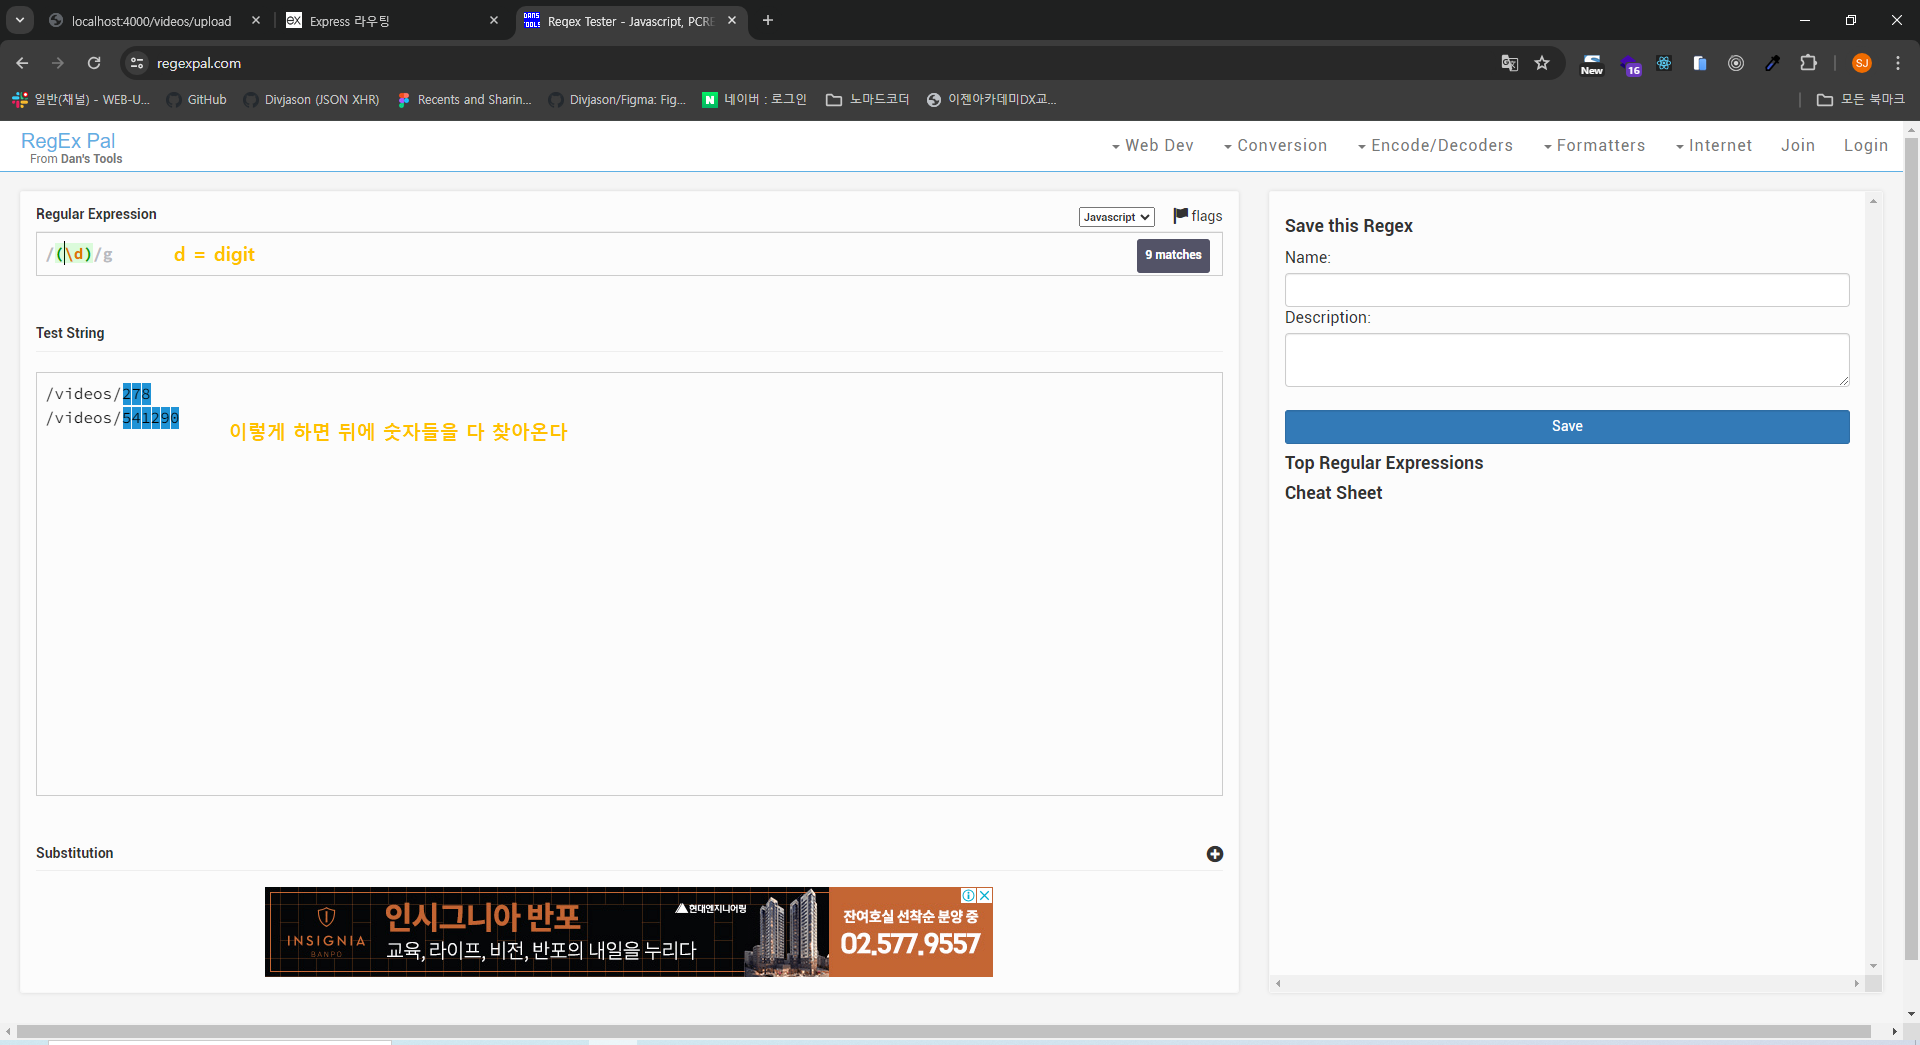 localhost:4000/videos/upload
Express 라우팅
Regex Tester - Javascript, PCRE
regexpal.com
New
16
SJ
일반(채널) - WEB-U...
GitHub
Divjason (JSON XHR)
Recents and Sharin...
Divjason/Figma: Fig...
네이버 : 로그인
노마드코더
이젠아카데미DX교...
모든 북마크
RegEx Pal
From Dan's Tools
Web Dev
Conversion
Encode/Decoders
Formatters
Internet
Join
Login
Regular Expression
Javascript
flags
/(\d)/g
d = digit
9 matches
Test String
/videos/278
/videos/541290
이렇게 하면 뒤에 숫자들을 다 찾아온다
Substitution
INSIGNIA
BANPO
인시그니아 반포
교육, 라이프, 비전, 반포의 내일을 누리다
현대엔지니어링
잔여호실 선착순 분양 중
02.577.9557
Save this Regex
Name:
Description:
Save
Top Regular Expressions
Cheat Sheet